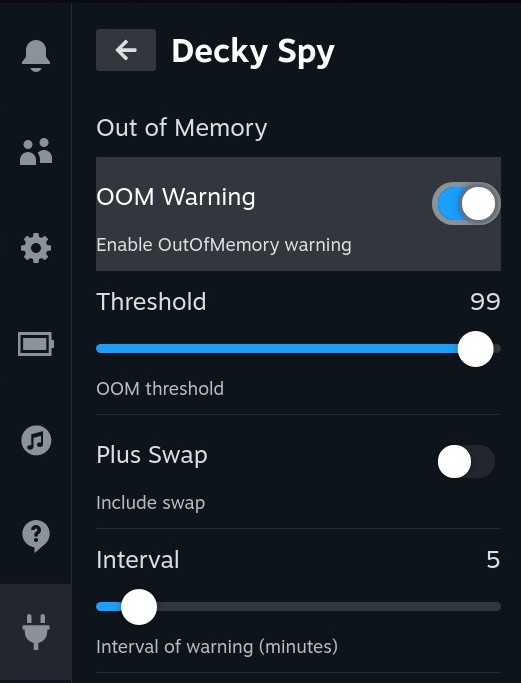 Decky Spy
Out of Memory
OOM Warning
Enable OutOfMemory warning
Threshold 99
OOM threshold
Plus Swap
Include swap
Interval 5
Interval of warning (minutes)